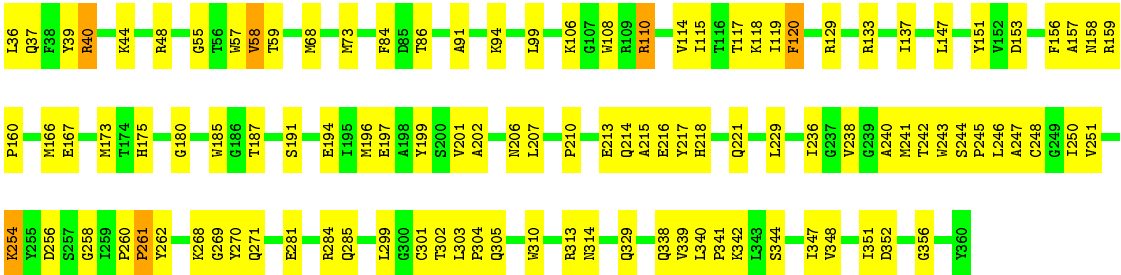 L36 Q37 F38 Y39 R40 K44 R48 G55 T56 W57 V58 T59 M68 M73 F84 D85 T86 A91 K94 L99 K106 G107 W108 R109 R110 V114 I115 T116 T117 K118 I119 F120 R129 R133 I137 L147 Y151 V152 D153 F156 A157 N158 R159
P160 M166 E167 M173 T174 H175 G180 W185 G186 T187 S191 E194 I195 M196 E197 A198 Y199 S200 V201 A202 N206 L207 P210 E213 Q214 A215 E216 Y217 H218 Q221 L229 I236 G237 V238 G239 A240 M241 T242 W243 S244 P245 L246 A247 C248 G249 I250 V251
K254 Y255 D256 S257 G258 I259 P260 P261 Y262 K268 G269 Y270 Q271 E281 R284 Q285 L299 G300 C301 T302 L303 P304 Q305 W310 R313 N314 Q329 Q338 V339 L340 P341 K342 L343 S344 I347 V348 I351 D352 G356 Y360